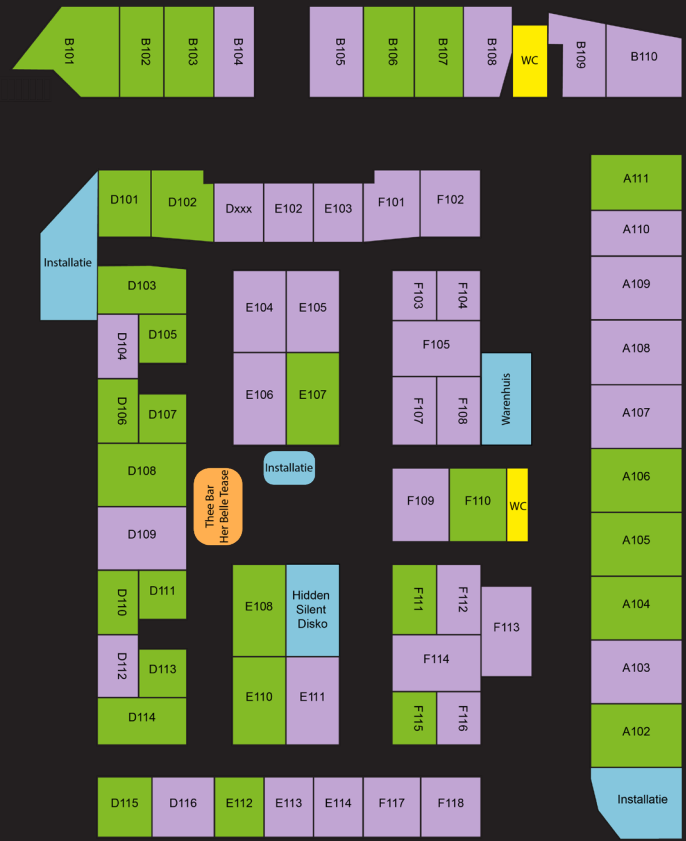 B101
B102
B103
B104
B105
B106
B107
B108
WC
B109
B110
A111
A110
A109
A108
A107
A106
A105
A104
A103
A102
Installatie
Installatie
D101
D102
Dxxx
E102
E103
F101
F102
D103
D104
D105
D106
D107
D108
D109
D110
D111
D112
D113
D114
E104
E105
E106
E107
Installatie
Thee Bar
Her Belle Tease
F103
F104
F105
F107
F108
Warenhuis
F109
F110
WC
E108
Hidden
Silent
Disko
E110
E111
F111
F112
F113
F114
F115
F116
D115
D116
E112
E113
E114
F117
F118